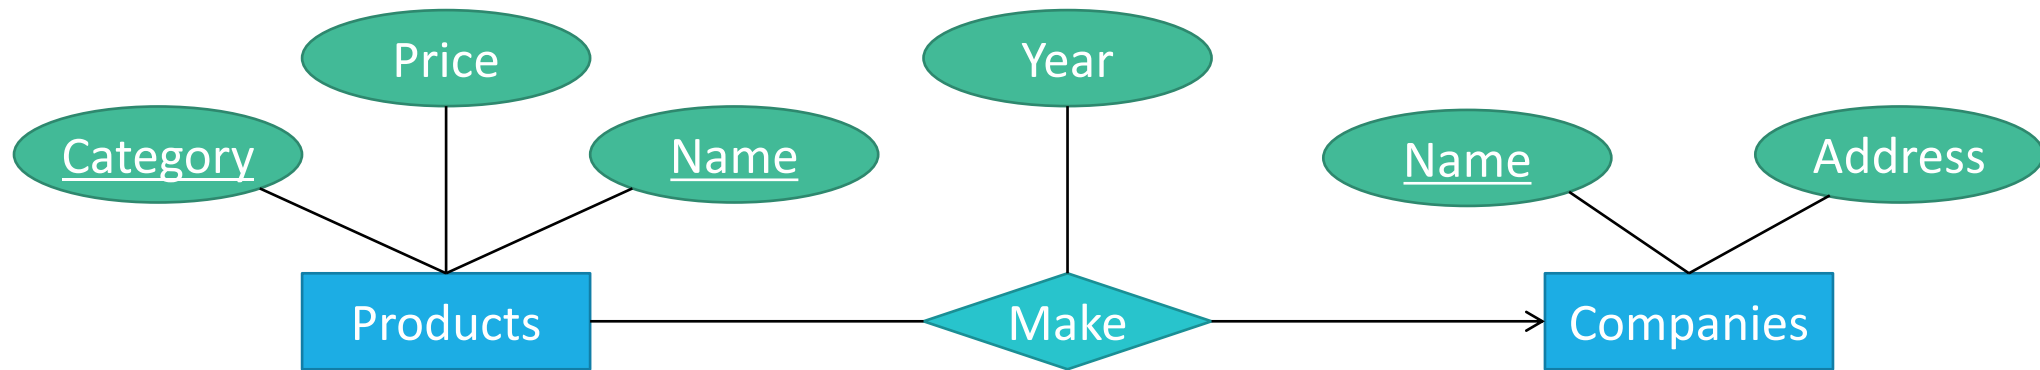 Price
Year
Category
Name
Name
Address
Products
Make
Companies